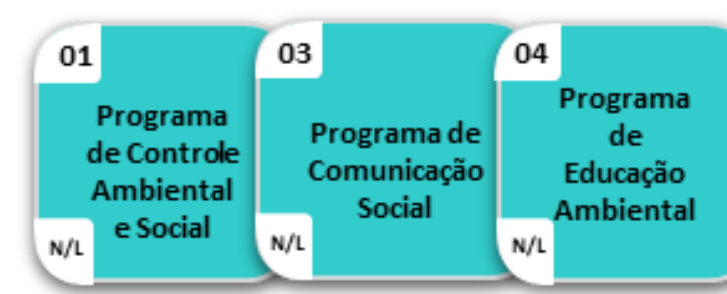 01
Programa
de Controle
Ambiental
e Social
N/L
03
Programa de
Comunicação
Social
N/L
04
Programa
de
Educação
Ambiental
N/L